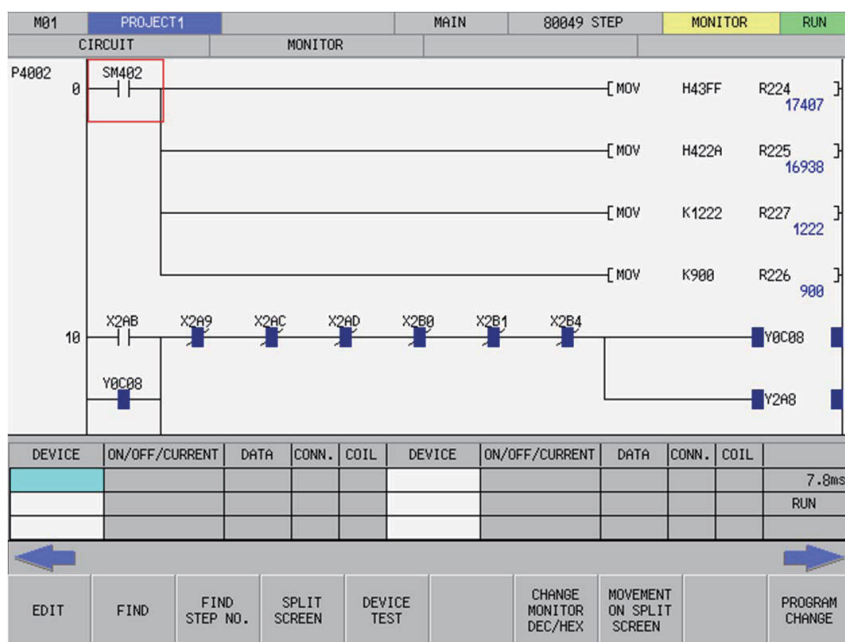 M01 PROJECT1 MAIN 80049 STEP MONITOR RUN
CIRCUIT MONITOR
P4002 SM402
0 MOV H43FF R224
17407
MOV H422A R225
16938
MOV K1222 R227
1222
MOV K900 R226
900
X2AB X2A9 X2AC X2AD X2B0 X2B1 X2B4
10 Y0C08
Y0C08
Y2A8
DEVICE ON/OFF/CURRENT DATA CONN. COIL DEVICE ON/OFF/CURRENT DATA CONN. COIL
7.8ms
RUN
EDIT FIND FIND STEP NO. SPLIT SCREEN DEVICE TEST CHANGE MONITOR DEC/HEX MOVEMENT ON SPLIT SCREEN PROGRAM CHANGE